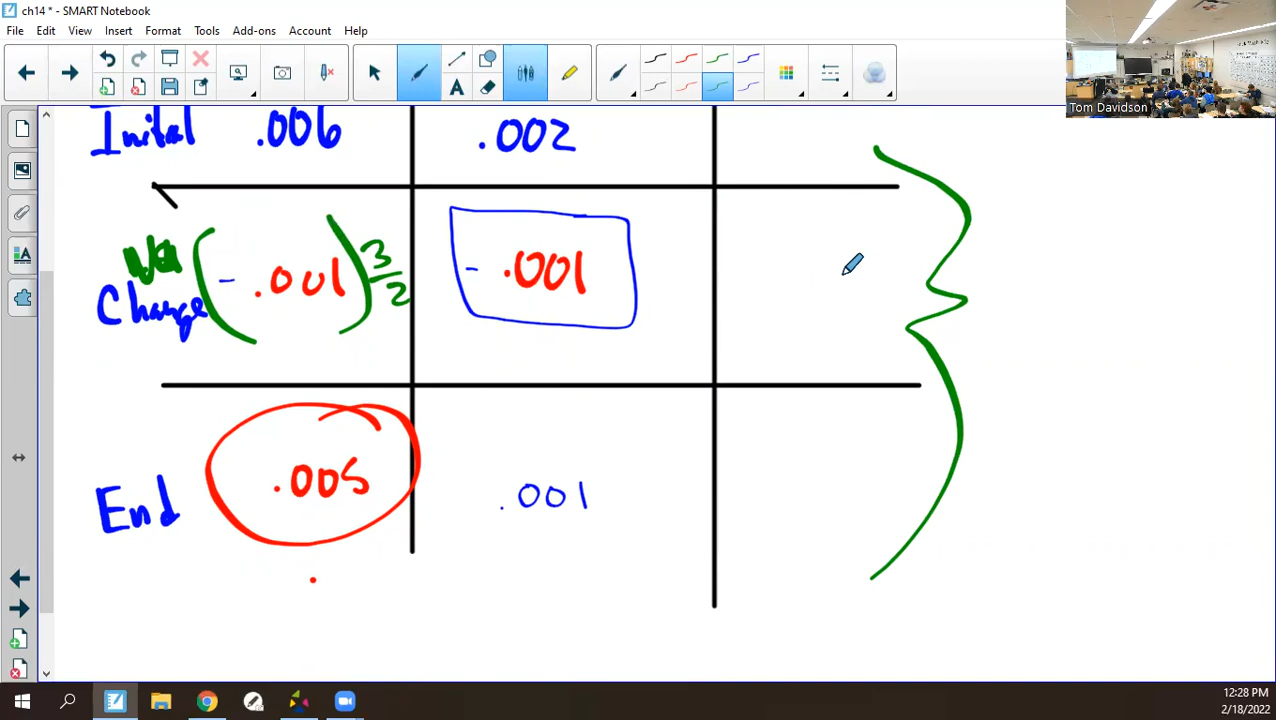 ch14 * - SMART Notebook
File Edit View Insert Format Tools Add-ons Account Help
Tom Davidson
Initial .006 .002
Change (- .001) 3/2 - .001
End .005 .001
12:28 PM
2/18/2022